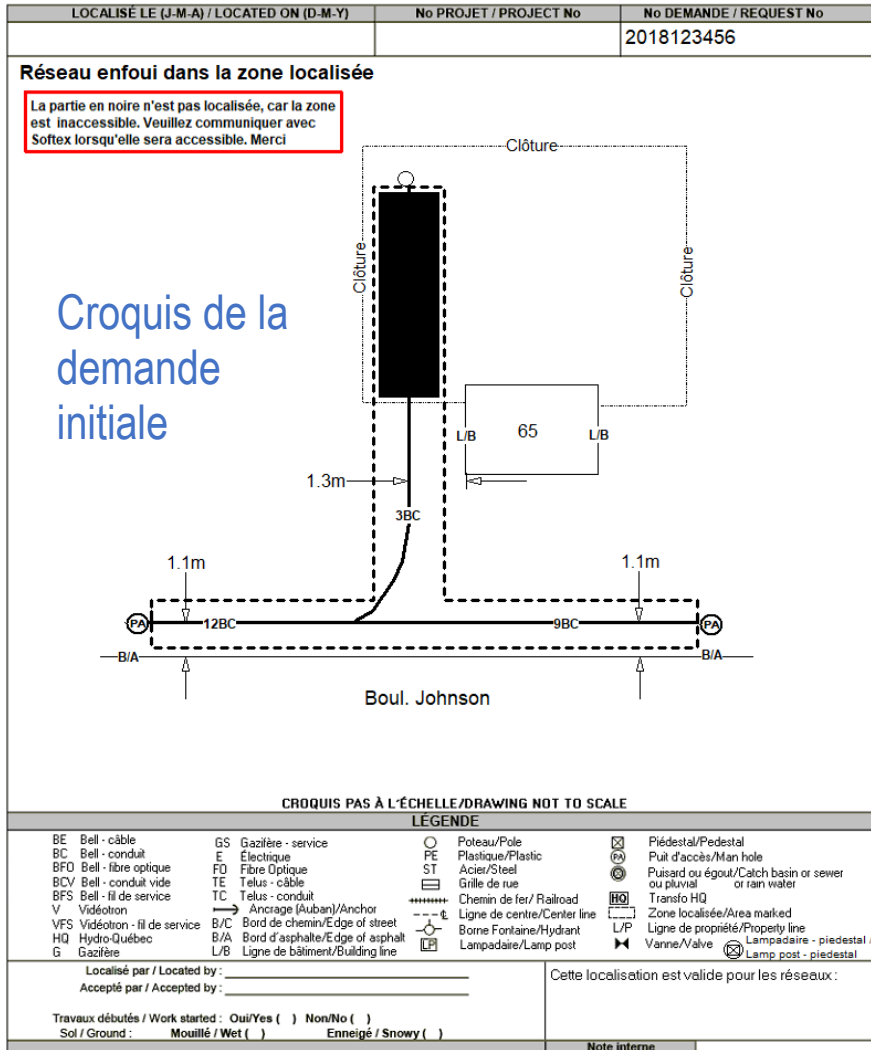 LOCALISÉ LE (J-M-A) / LOCATED ON (D-M-Y) No PROJET / PROJECT No No DEMANDE / REQUEST No
2018123456
Réseau enfoui dans la zone localisée
La partie en noire n'est pas localisée, car la zone
est inaccessible. Veuillez communiquer avec
Softex lorsqu'elle sera accessible. Merci
Clôture
Clôture
Clôture
Croquis de la
demande
initiale
L/B 65 L/B
1.3m
3BC
1.1m 1.1m
PA 12BC 9BC PA
B/A B/A
Boul. Johnson
CROQUIS PAS À L'ÉCHELLE/DRAWING NOT TO SCALE
LÉGENDE
BE Bell - câble
BC Bell - conduit
BFO Bell - fibre optique
BCV Bell - conduit vide
BFS Bell - fil de service
V Vidéotron
VFS Vidéotron - fil de service
HQ Hydro-Québec
G Gazifère
GS Gazifère - service
E Électrique
FO Fibre Optique
TE Telus - câble
TC Telus - conduit
Ancrage (Auban)/Anchor
B/C Bord de chemin/Edge of street
B/A Bord d'asphalte/Edge of asphalt
L/B Ligne de bâtiment/Building line
Poteau/Pole
PE Plastique/Plastic
ST Acier/Steel
Grille de rue
Chemin de fer/ Railroad
Ligne de centre/Center line
Borne Fontaine/Hydrant
LP Lampadaire/Lamp post
Piédestal/Pedestal
PA Puit d'accès/Man hole
Puisard ou égout/Catch basin or sewer
ou pluvial or rain water
HQ Transfo HQ
Zone localisée/Area marked
L/P Ligne de propriété/Property line
Vanne/Valve
Lampadaire - piedestal /
Lamp post - piedestal
Localisé par / Located by :
Accepté par / Accepted by :
Travaux débutés / Work started : Oui/Yes ( ) Non/No ( )
Sol / Ground : Mouillé / Wet ( ) Enneigé / Snowy ( )
Cette localisation est valide pour les réseaux :
Note interne